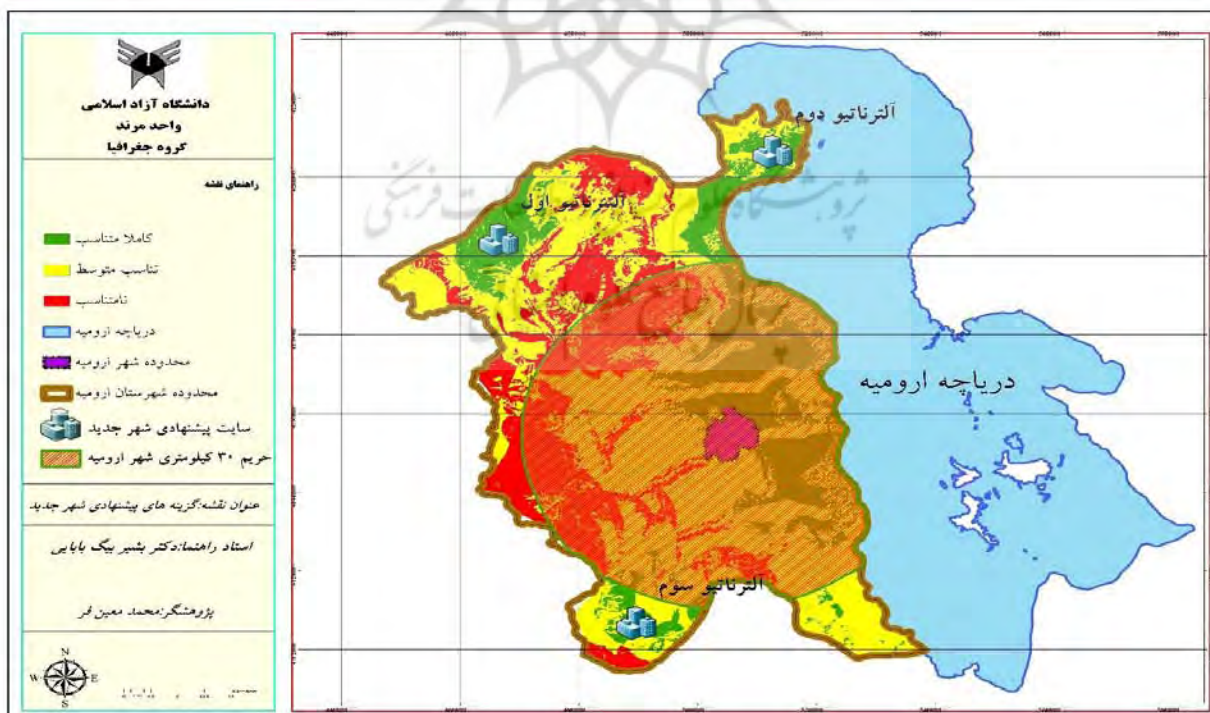 دانشگاه آزاد اسلامی
واحد مرند
گروه جغرافیا
راهنمای نقشه
کاملا متناسب
تناسب متوسط
نامتناسب
دریاچه ارومیه
محدوده شهر ارومیه
محدوده شهرستان ارومیه
سایت پیشنهادی شهر جدید
حریم ۳۰ کیلومتری شهر ارومیه
عنوان نقشه:گزینه های پیشنهادی شهر جدید
استاد راهنما:دکتر بشیر بیگ بابایی
پژوهشگر:محمد معین فر
N
W E
S
آلترناتیو دوم
آلترناتیو اول
دریاچه ارومیه
آلترناتیو سوم